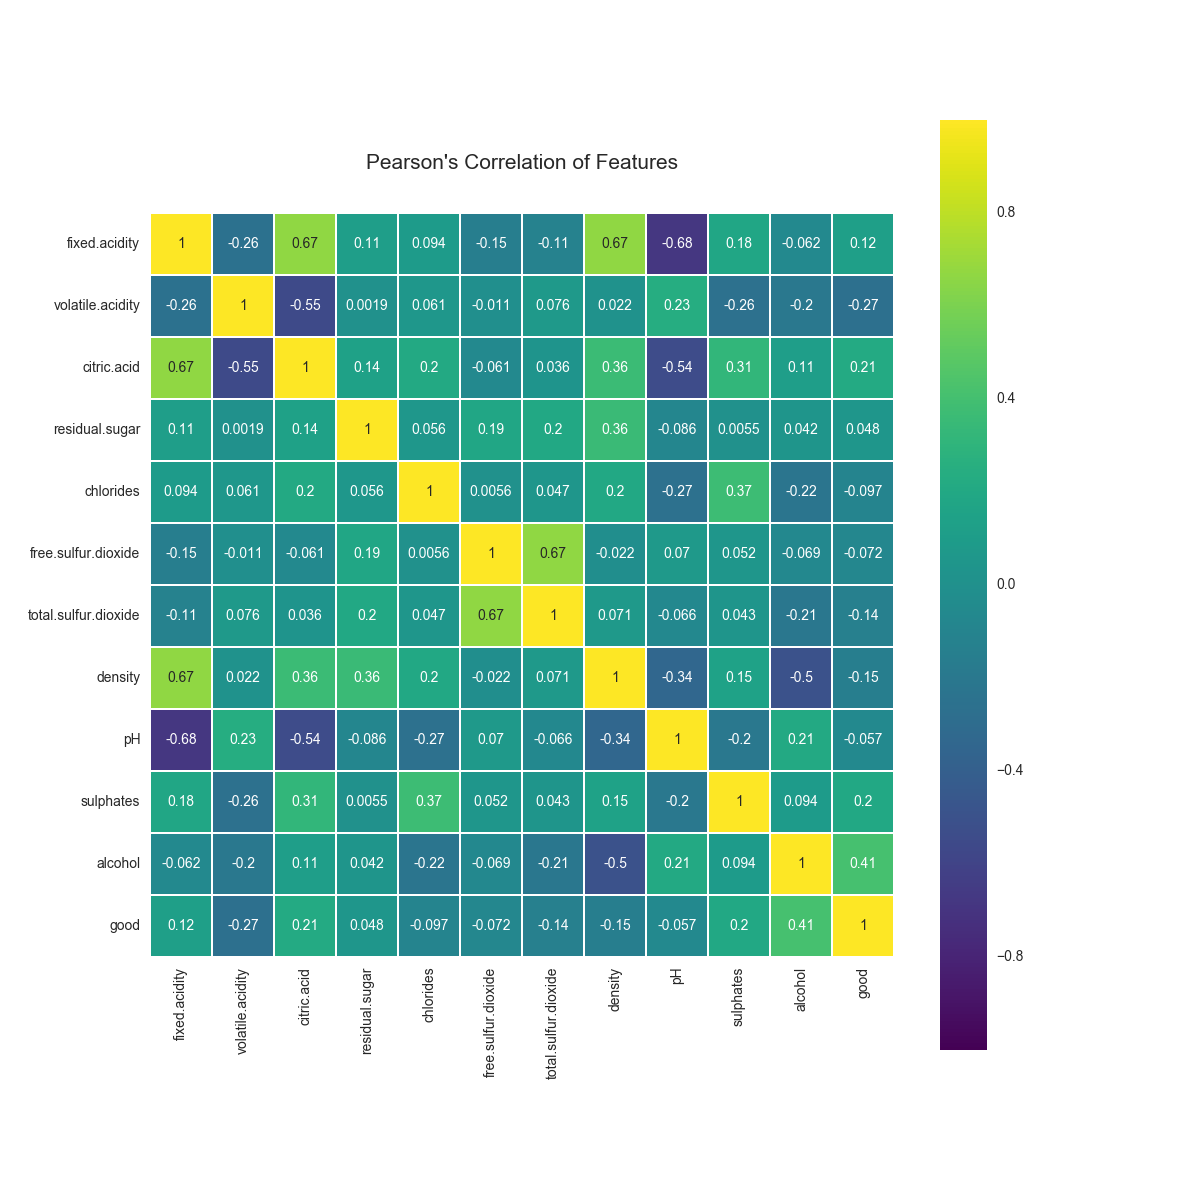 Pearson's Correlation of Features
fixed.acidity 1 -0.26 0.67 0.11 0.094 -0.15 -0.11 0.67 -0.68 0.18 -0.062 0.12
volatile.acidity -0.26 1 -0.55 0.0019 0.061 -0.011 0.076 0.022 0.23 -0.26 -0.2 -0.27
citric.acid 0.67 -0.55 1 0.14 0.2 -0.061 0.036 0.36 -0.54 0.31 0.11 0.21
residual.sugar 0.11 0.0019 0.14 1 0.056 0.19 0.2 0.36 -0.086 0.0055 0.042 0.048
chlorides 0.094 0.061 0.2 0.056 1 0.0056 0.047 0.2 -0.27 0.37 -0.22 -0.097
free.sulfur.dioxide -0.15 -0.011 -0.061 0.19 0.0056 1 0.67 -0.022 0.07 0.052 -0.069 -0.072
total.sulfur.dioxide -0.11 0.076 0.036 0.2 0.047 0.67 1 0.071 -0.066 0.043 -0.21 -0.14
density 0.67 0.022 0.36 0.36 0.2 -0.022 0.071 1 -0.34 0.15 -0.5 -0.15
pH -0.68 0.23 -0.54 -0.086 -0.27 0.07 -0.066 -0.34 1 -0.2 0.21 -0.057
sulphates 0.18 -0.26 0.31 0.0055 0.37 0.052 0.043 0.15 -0.2 1 0.094 0.2
alcohol -0.062 -0.2 0.11 0.042 -0.22 -0.069 -0.21 -0.5 0.21 0.094 1 0.41
good 0.12 -0.27 0.21 0.048 -0.097 -0.072 -0.14 -0.15 -0.057 0.2 0.41 1
fixed.acidity
volatile.acidity
citric.acid
residual.sugar
chlorides
free.sulfur.dioxide
total.sulfur.dioxide
density
pH
sulphates
alcohol
good
0.8
0.4
0.0
−0.4
−0.8